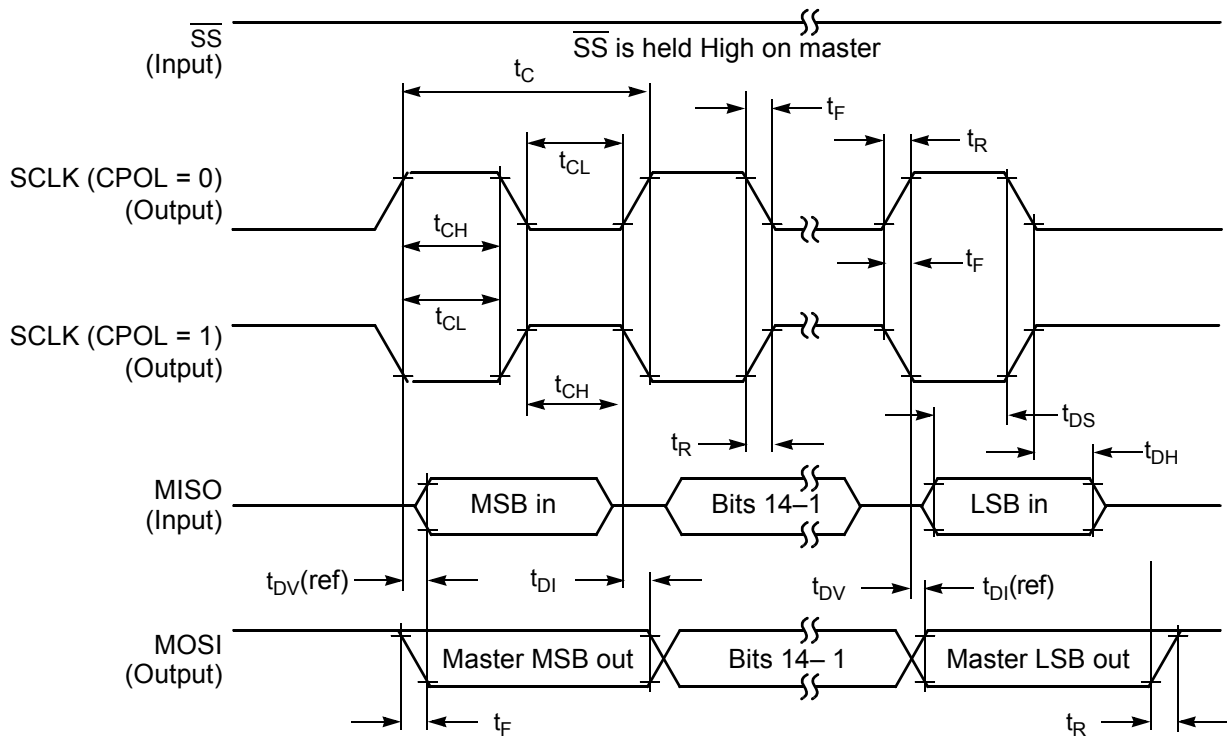 SS
(Input)
SS is held High on master
tC
tF
tR
tCL
SCLK (CPOL = 0)
(Output)
tCH
tF
tCL
SCLK (CPOL = 1)
(Output)
tCH
tDS
tR
tDH
MISO
(Input)
MSB in
Bits 14–1
LSB in
tDV(ref)
tDI
tDV
tDI(ref)
MOSI
(Output)
Master MSB out
Bits 14– 1
Master LSB out
tF
tR